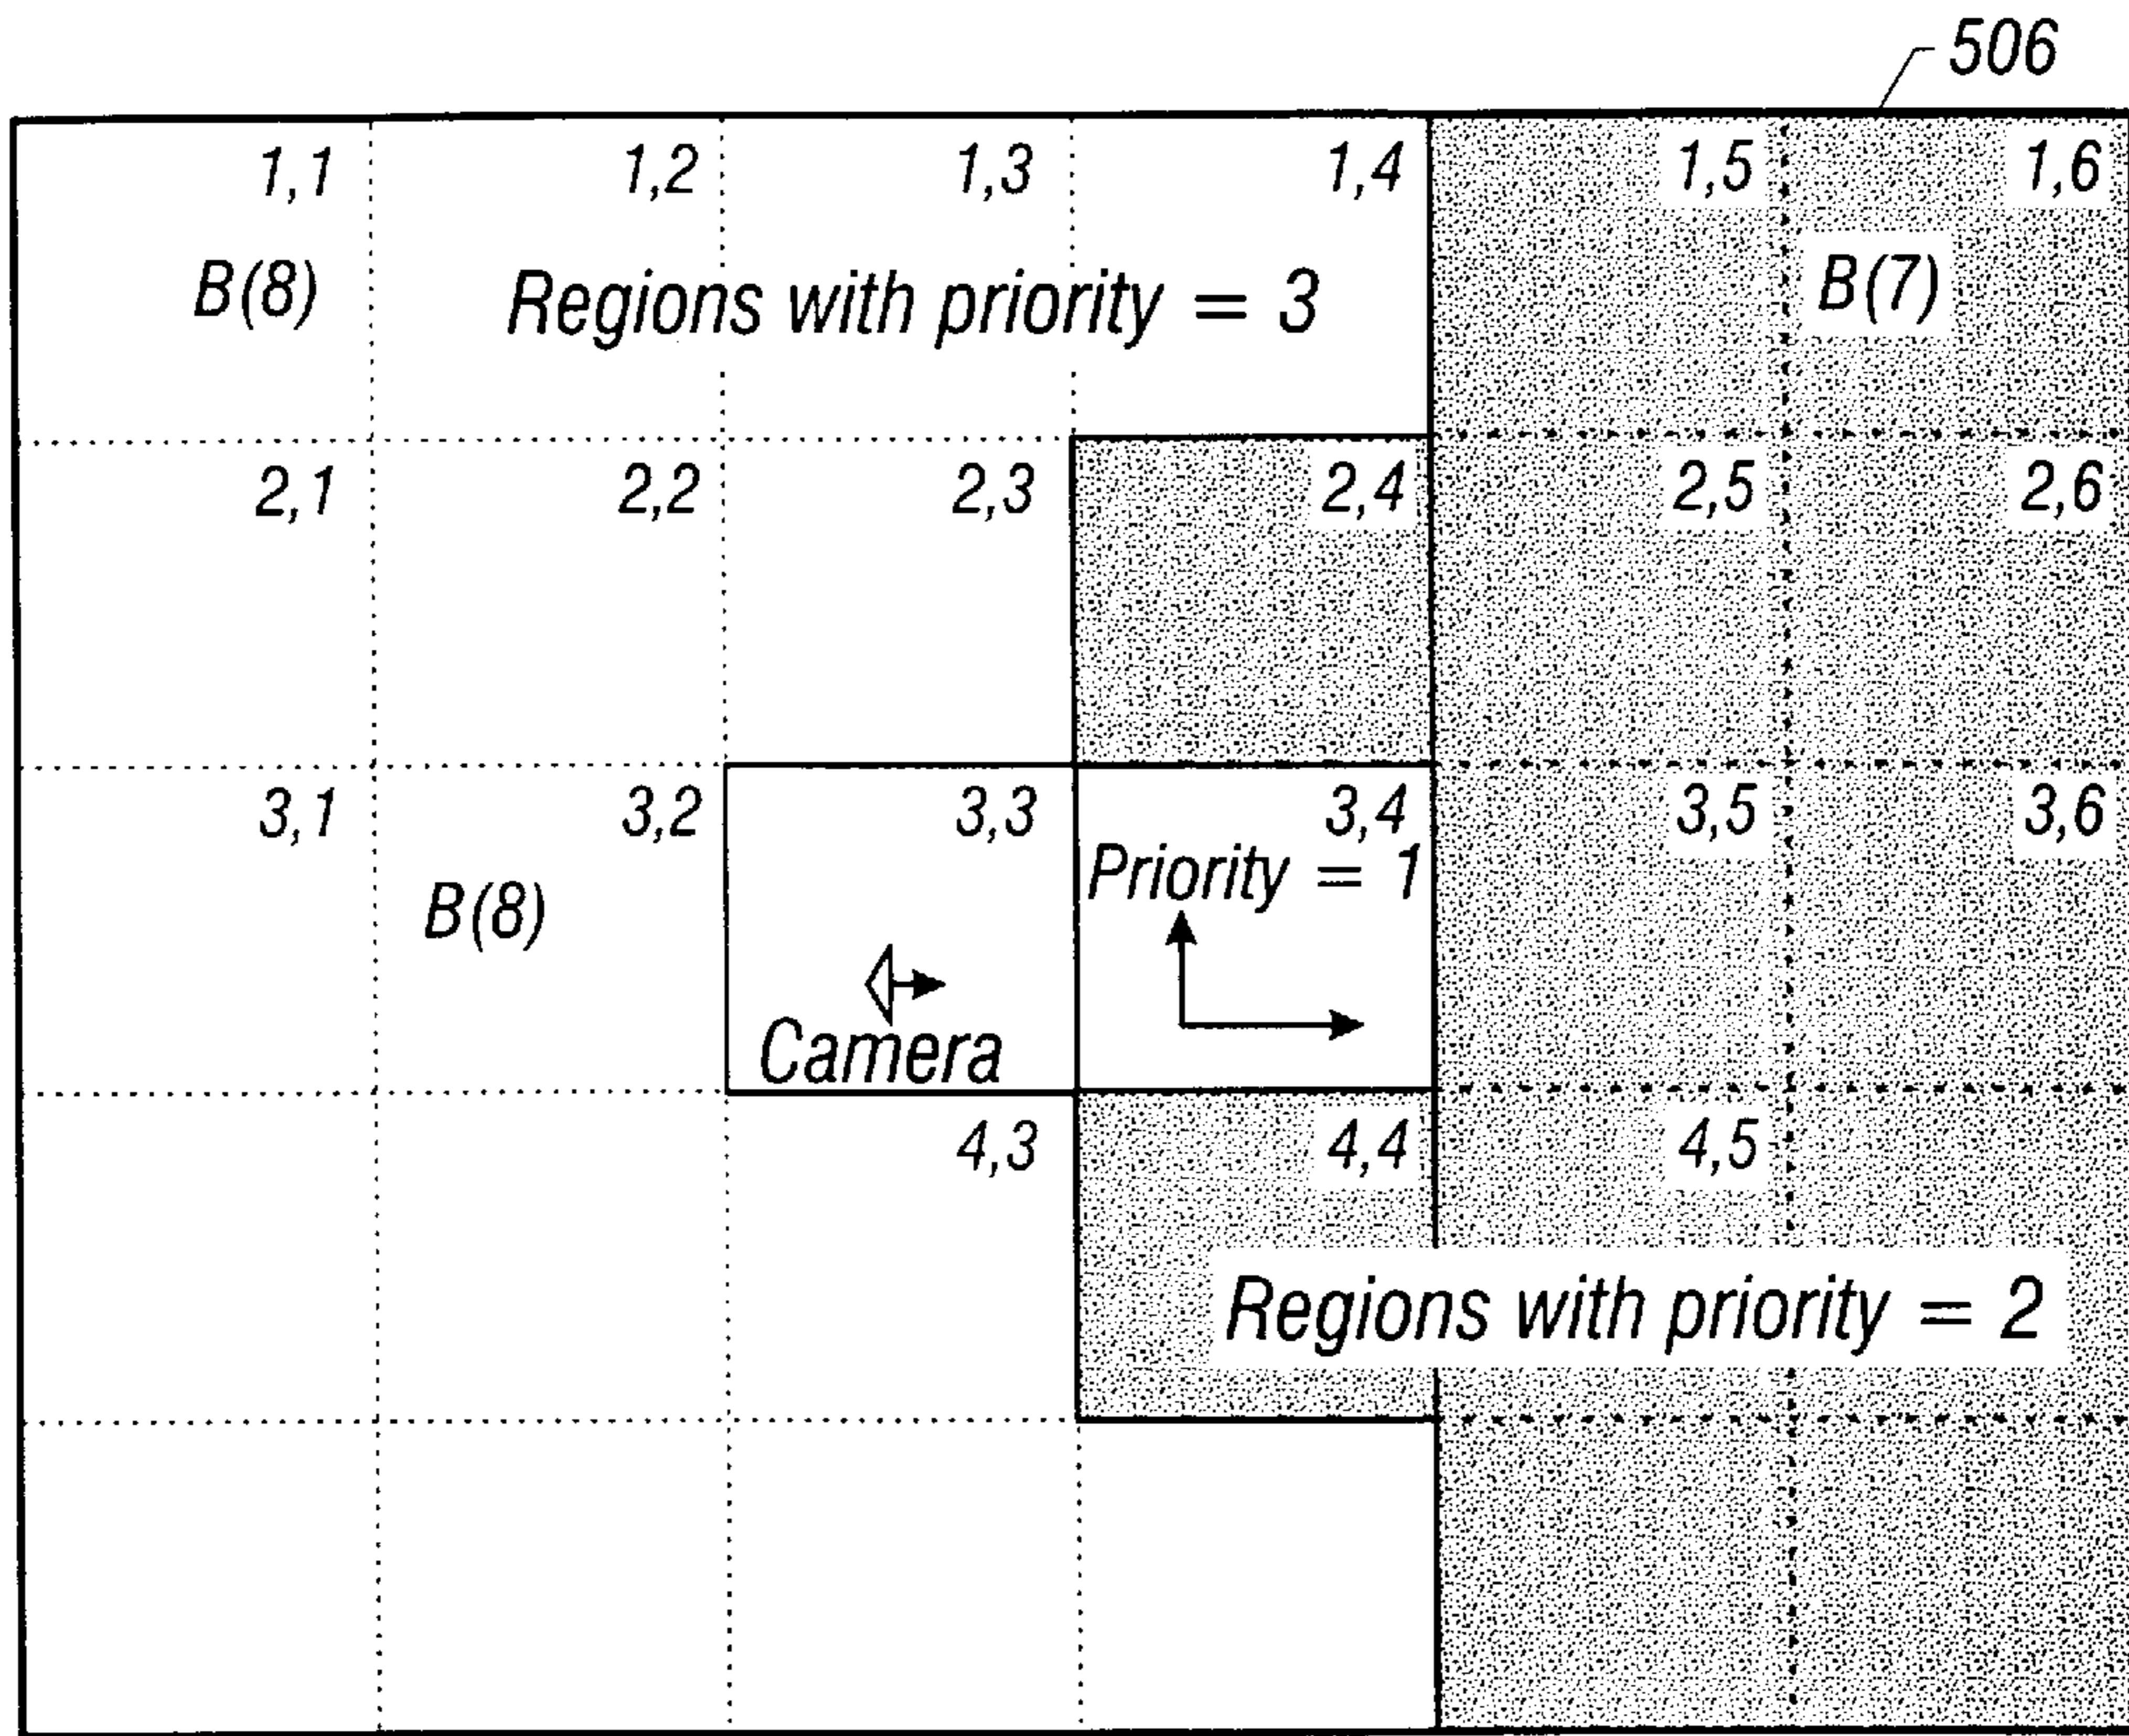 506
1,1 1,2 1,3 1,4 1,5 1,6
B(8) Regions with priority = 3 B(7)
2,1 2,2 2,3 2,4 2,5 2,6
3,1 3,2 3,3 3,4 3,5 3,6
Priority = 1
B(8)
Camera
4,3 4,4 4,5
Regions with priority = 2